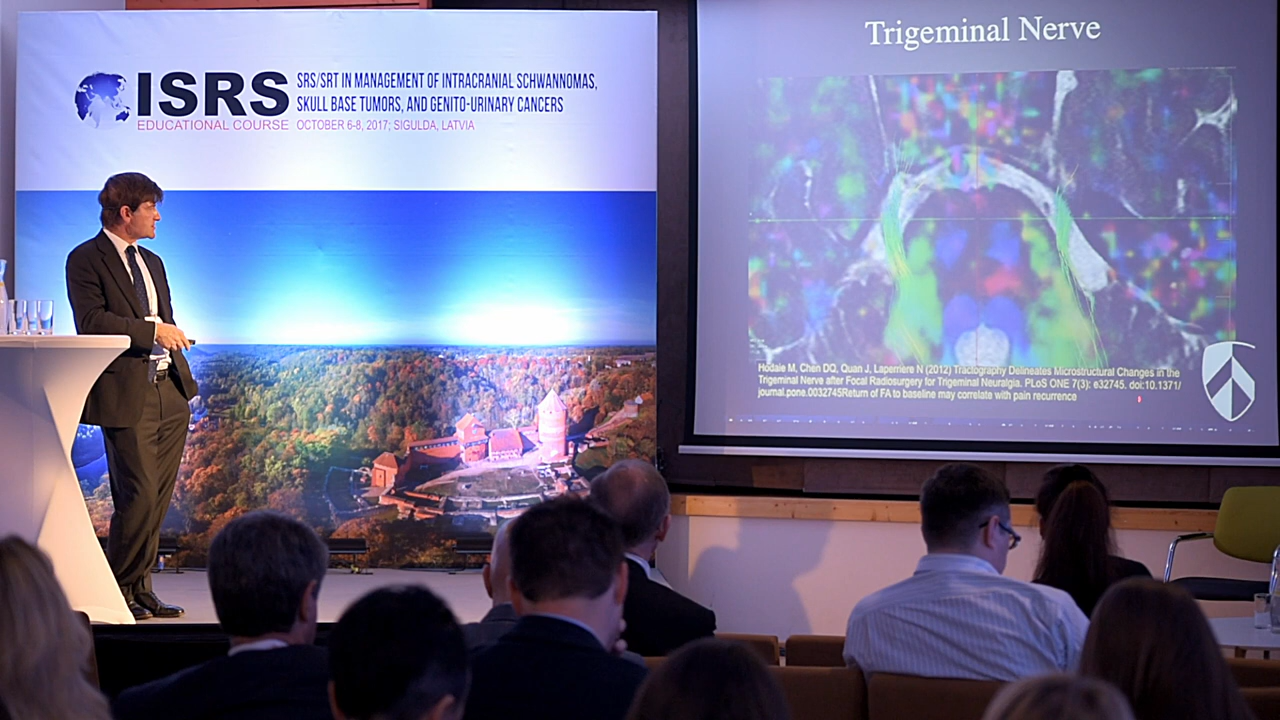 ISRS
EDUCATIONAL COURSE
SRS/SRT IN MANAGEMENT OF INTRACRANIAL SCHWANNOMAS,
SKULL BASE TUMORS, AND GENITO-URINARY CANCERS
OCTOBER 6-8, 2017; SIGULDA, LATVIA
Trigeminal Nerve
Hodaie M, Chen DQ, Quan J, Laperriere N (2012) Tractography Delineates Microstructural Changes in the
Trigeminal Nerve after Focal Radiosurgery for Trigeminal Neuralgia. PLoS ONE 7(3): e32745. doi:10.1371/
journal.pone.0032745Return of FA to baseline may correlate with pain recurrence